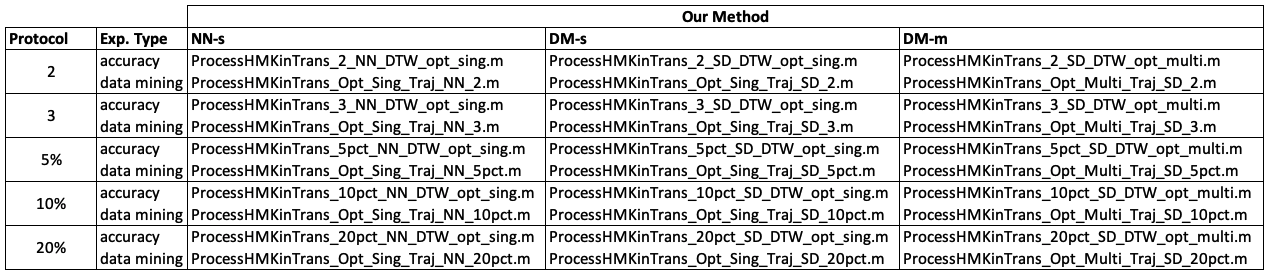 Our Method
Protocol Exp. Type NN-s DM-s DM-m
2 accuracy ProcessHMKinTrans_2_NN_DTW_opt_sing.m ProcessHMKinTrans_2_SD_DTW_opt_sing.m ProcessHMKinTrans_2_SD_DTW_opt_multi.m
data mining ProcessHMKinTrans_Opt_Sing_Traj_NN_2.m ProcessHMKinTrans_Opt_Sing_Traj_SD_2.m ProcessHMKinTrans_Opt_Multi_Traj_SD_2.m
3 accuracy ProcessHMKinTrans_3_NN_DTW_opt_sing.m ProcessHMKinTrans_3_SD_DTW_opt_sing.m ProcessHMKinTrans_3_SD_DTW_opt_multi.m
data mining ProcessHMKinTrans_Opt_Sing_Traj_NN_3.m ProcessHMKinTrans_Opt_Sing_Traj_SD_3.m ProcessHMKinTrans_Opt_Multi_Traj_SD_3.m
5% accuracy ProcessHMKinTrans_5pct_NN_DTW_opt_sing.m ProcessHMKinTrans_5pct_SD_DTW_opt_sing.m ProcessHMKinTrans_5pct_SD_DTW_opt_multi.m
data mining ProcessHMKinTrans_Opt_Sing_Traj_NN_5pct.m ProcessHMKinTrans_Opt_Sing_Traj_SD_5pct.m ProcessHMKinTrans_Opt_Multi_Traj_SD_5pct.m
10% accuracy ProcessHMKinTrans_10pct_NN_DTW_opt_sing.m ProcessHMKinTrans_10pct_SD_DTW_opt_sing.m ProcessHMKinTrans_10pct_SD_DTW_opt_multi.m
data mining ProcessHMKinTrans_Opt_Sing_Traj_NN_10pct.m ProcessHMKinTrans_Opt_Sing_Traj_SD_10pct.m ProcessHMKinTrans_Opt_Multi_Traj_SD_10pct.m
20% accuracy ProcessHMKinTrans_20pct_NN_DTW_opt_sing.m ProcessHMKinTrans_20pct_SD_DTW_opt_sing.m ProcessHMKinTrans_20pct_SD_DTW_opt_multi.m
data mining ProcessHMKinTrans_Opt_Sing_Traj_NN_20pct.m ProcessHMKinTrans_Opt_Sing_Traj_SD_20pct.m ProcessHMKinTrans_Opt_Multi_Traj_SD_20pct.m